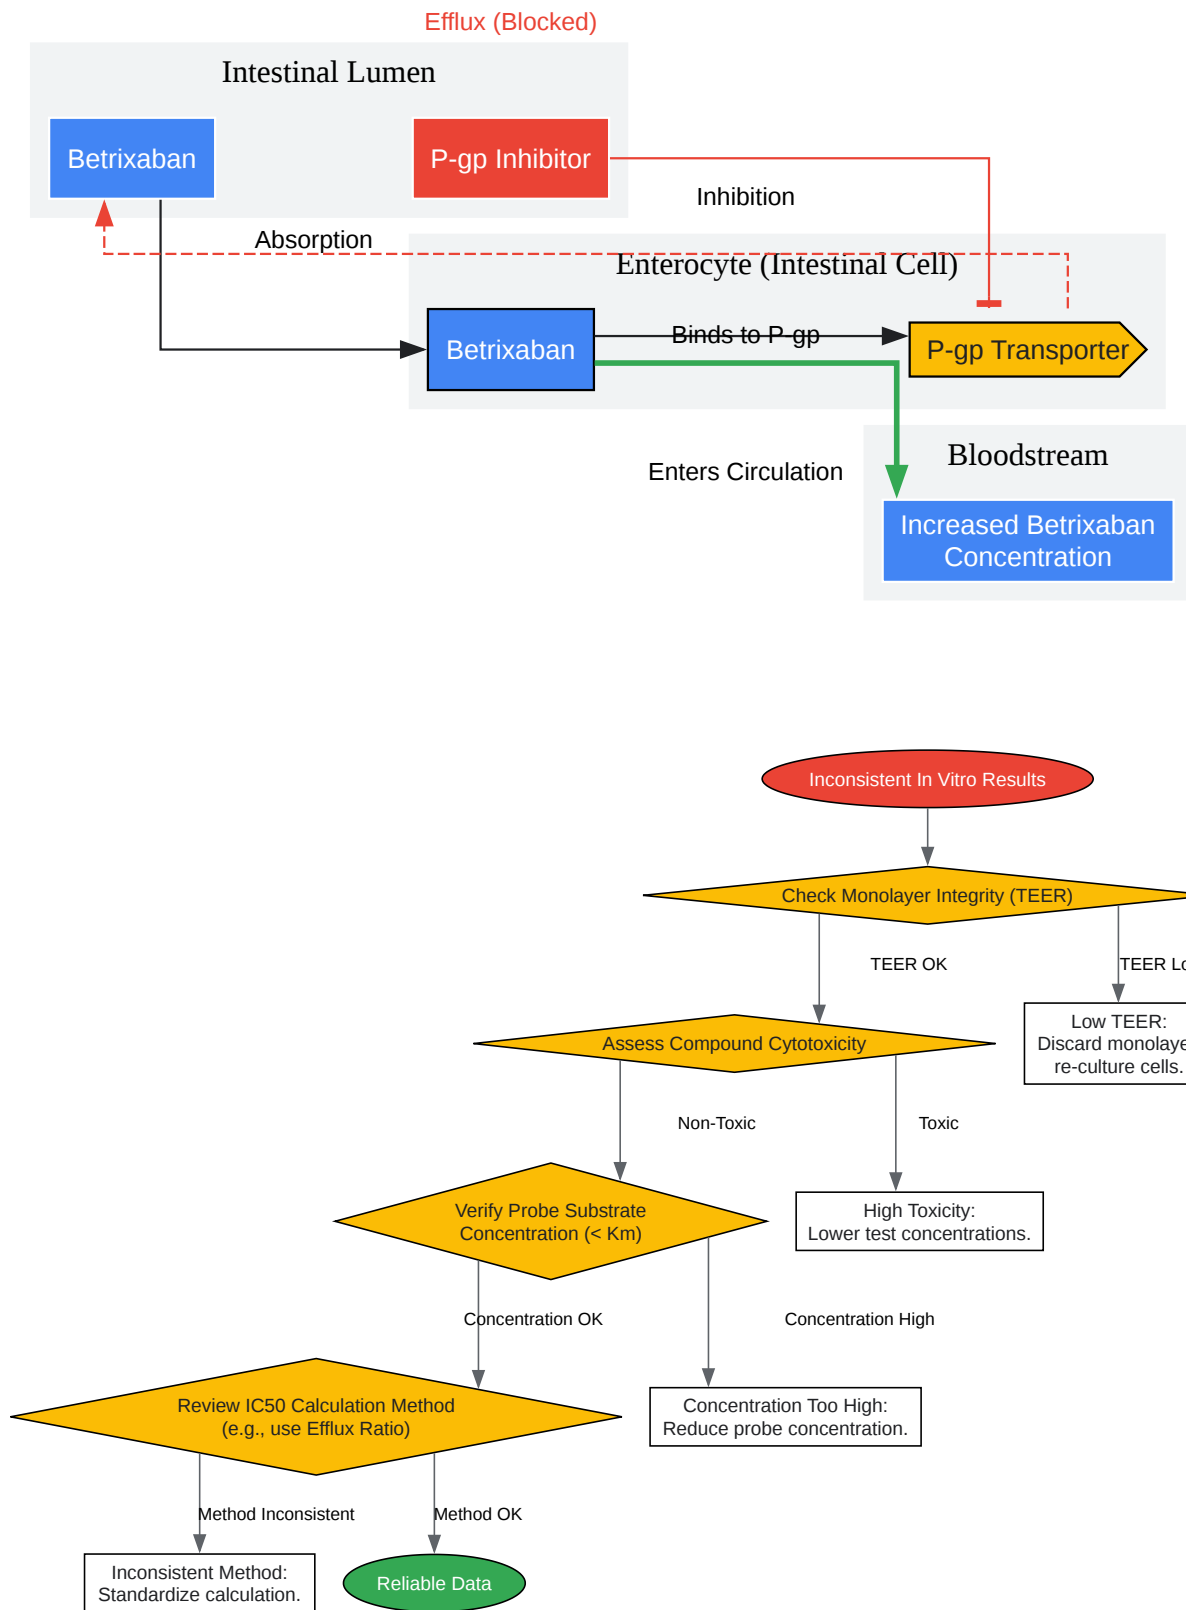 Efflux (Blocked)
Intestinal Lumen
Betrixaban
P-gp Inhibitor
Inhibition
Absorption
Enterocyte (Intestinal Cell)
Betrixaban
Binds to P-gp
P-gp Transporter
Bloodstream
Enters Circulation
Increased Betrixaban
Concentration
Inconsistent In Vitro Results
Check Monolayer Integrity (TEER)
TEER OK
TEER
Low TEER:
Discard
re-culture cells.
Assess Compound Cytotoxicity
Non-Toxic
Toxic
Verify Probe Substrate
Concentration (< Km)
High Toxicity:
Lower test concentrations.
Concentration OK
Concentration High
Review IC50 Calculation Method
(e.g., use Efflux Ratio)
Concentration Too High:
Reduce probe concentration.
Method Inconsistent
Method OK
Inconsistent Method:
Standardize calculation.
Reliable Data